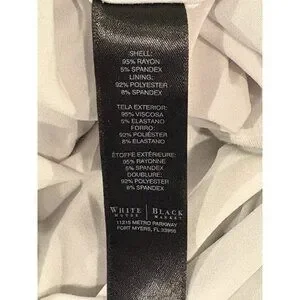 SHELL:
95% RAYON
5% SPANDEX
LINING:
92% POLYESTER
8% SPANDEX
TELA EXTERIOR:
95% VISCOSA
5% ELASTANO
FORRO:
92% POLIÉSTER
8% ELASTANO
ÉTOFFE EXTÉRIEURE:
95% RAYONNE
5% SPANDEX
DOUBLURE:
92% POLYESTER
8% SPANDEX
WHITE | BLACK
HOUSE | MARKET
11215 METRO PARKWAY
FORT MYERS, FL 33966